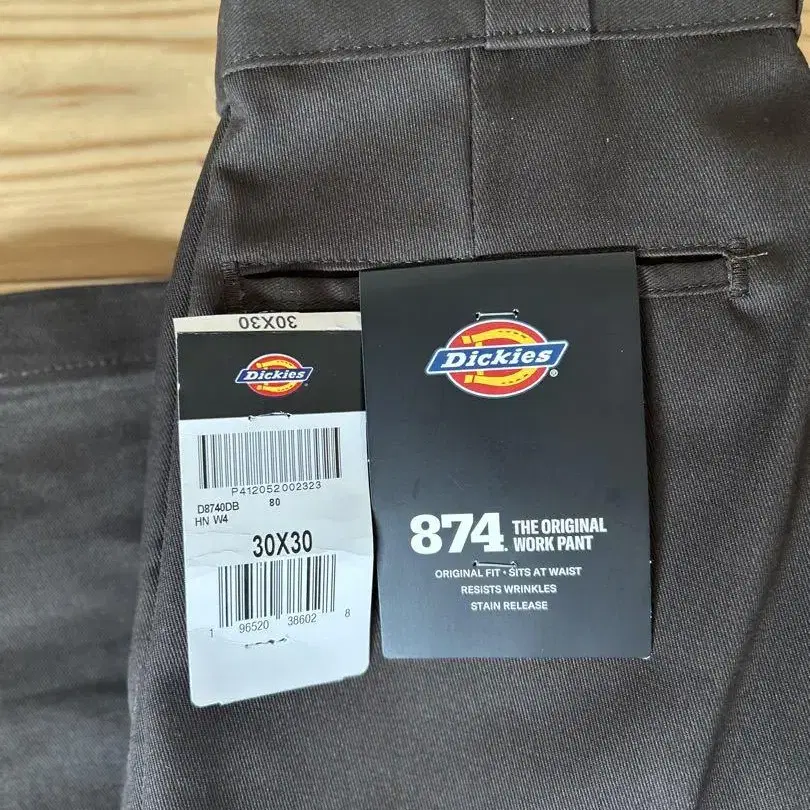 30X30
Dickies
P412052002323
D8740DB 80
HN W4
30X30
1 96520 38602 8
Dickies®
874® THE ORIGINAL
WORK PANT
ORIGINAL FIT • SITS AT WAIST
RESISTS WRINKLES
STAIN RELEASE